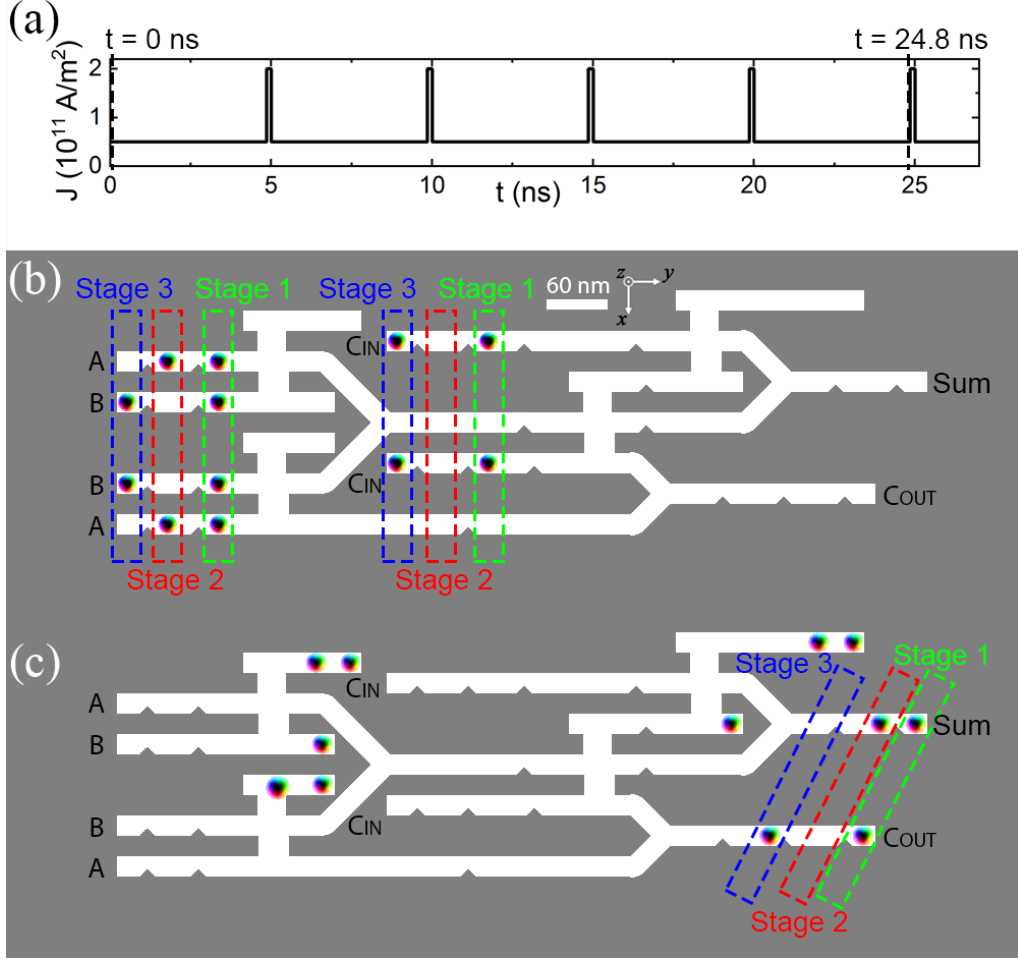 (a)
t = 0 ns
t = 24.8 ns
J (10¹¹ A/m²)
2
1
0
0
5
10
15
20
25
t (ns)
(b)
Stage 3
Stage 1
Stage 3
60 nm
z
y
x
Stage 1
A
CIN
B
Sum
B
CIN
COUT
A
Stage 2
Stage 2
(c)
Stage 3
Stage 1
CIN
A
Sum
B
B
CIN
COUT
A
Stage 2